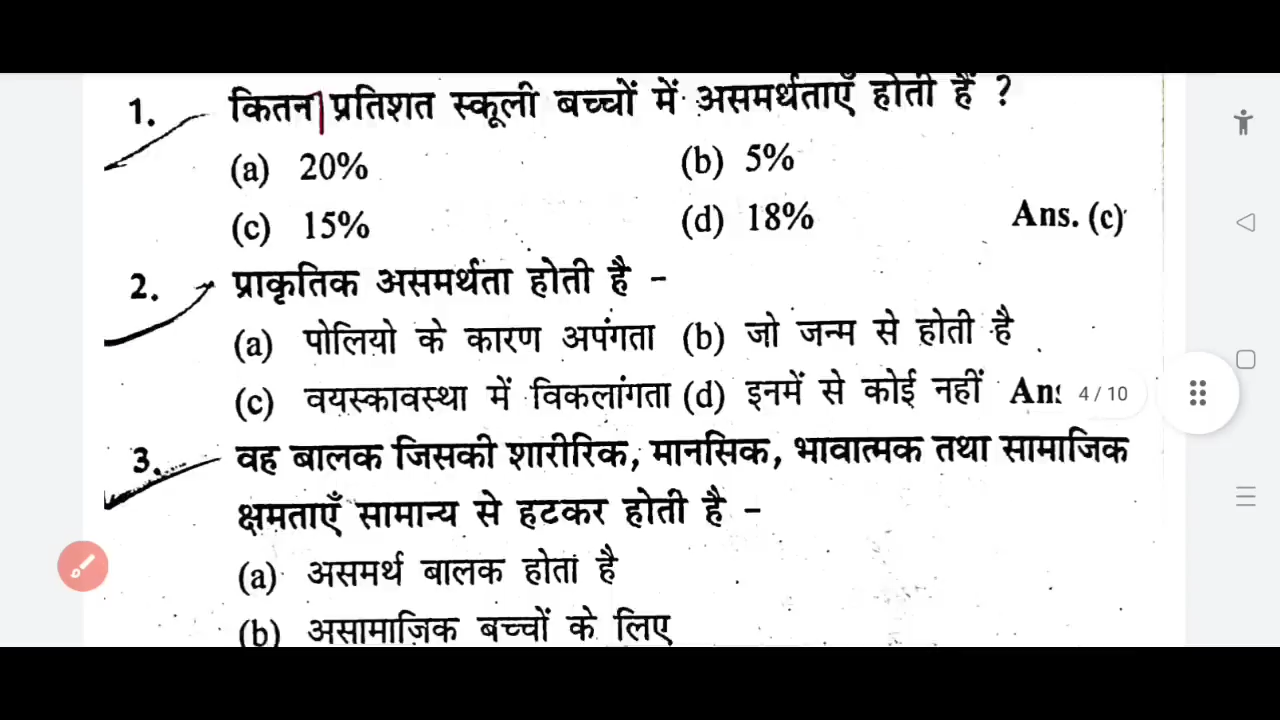 1. कितने प्रतिशत स्कूली बच्चों में असमर्थताएँ होती हैं ?
(a) 20% (b) 5%
(c) 15% (d) 18% Ans. (c)
2. प्राकृतिक असमर्थता होती है –
(a) पोलियो के कारण अपंगता (b) जो जन्म से होती है
(c) वयस्कावस्था में विकलांगता (d) इनमें से कोई नहीं Ans 4 / 10
3. वह बालक जिसकी शारीरिक, मानसिक, भावात्मक तथा सामाजिक
क्षमताएँ सामान्य से हटकर होती है –
(a) असमर्थ बालक होता है
(b) असामाजिक बच्चों के लिए